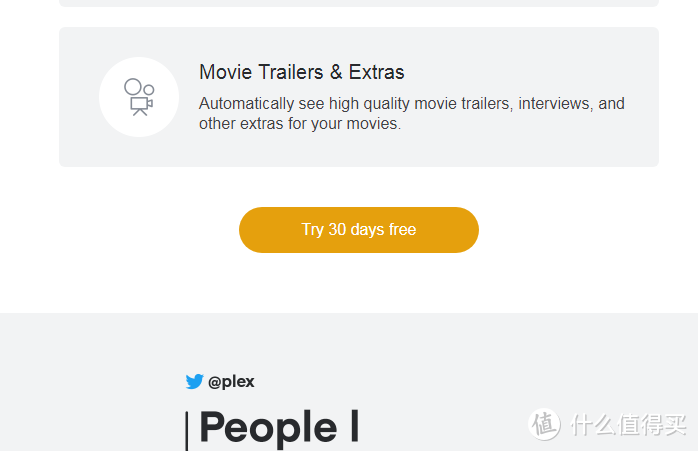 Movie Trailers & Extras
Automatically see high quality movie trailers, interviews, and
other extras for your movies.
Try 30 days free
@plex
People l
值 什么值得买